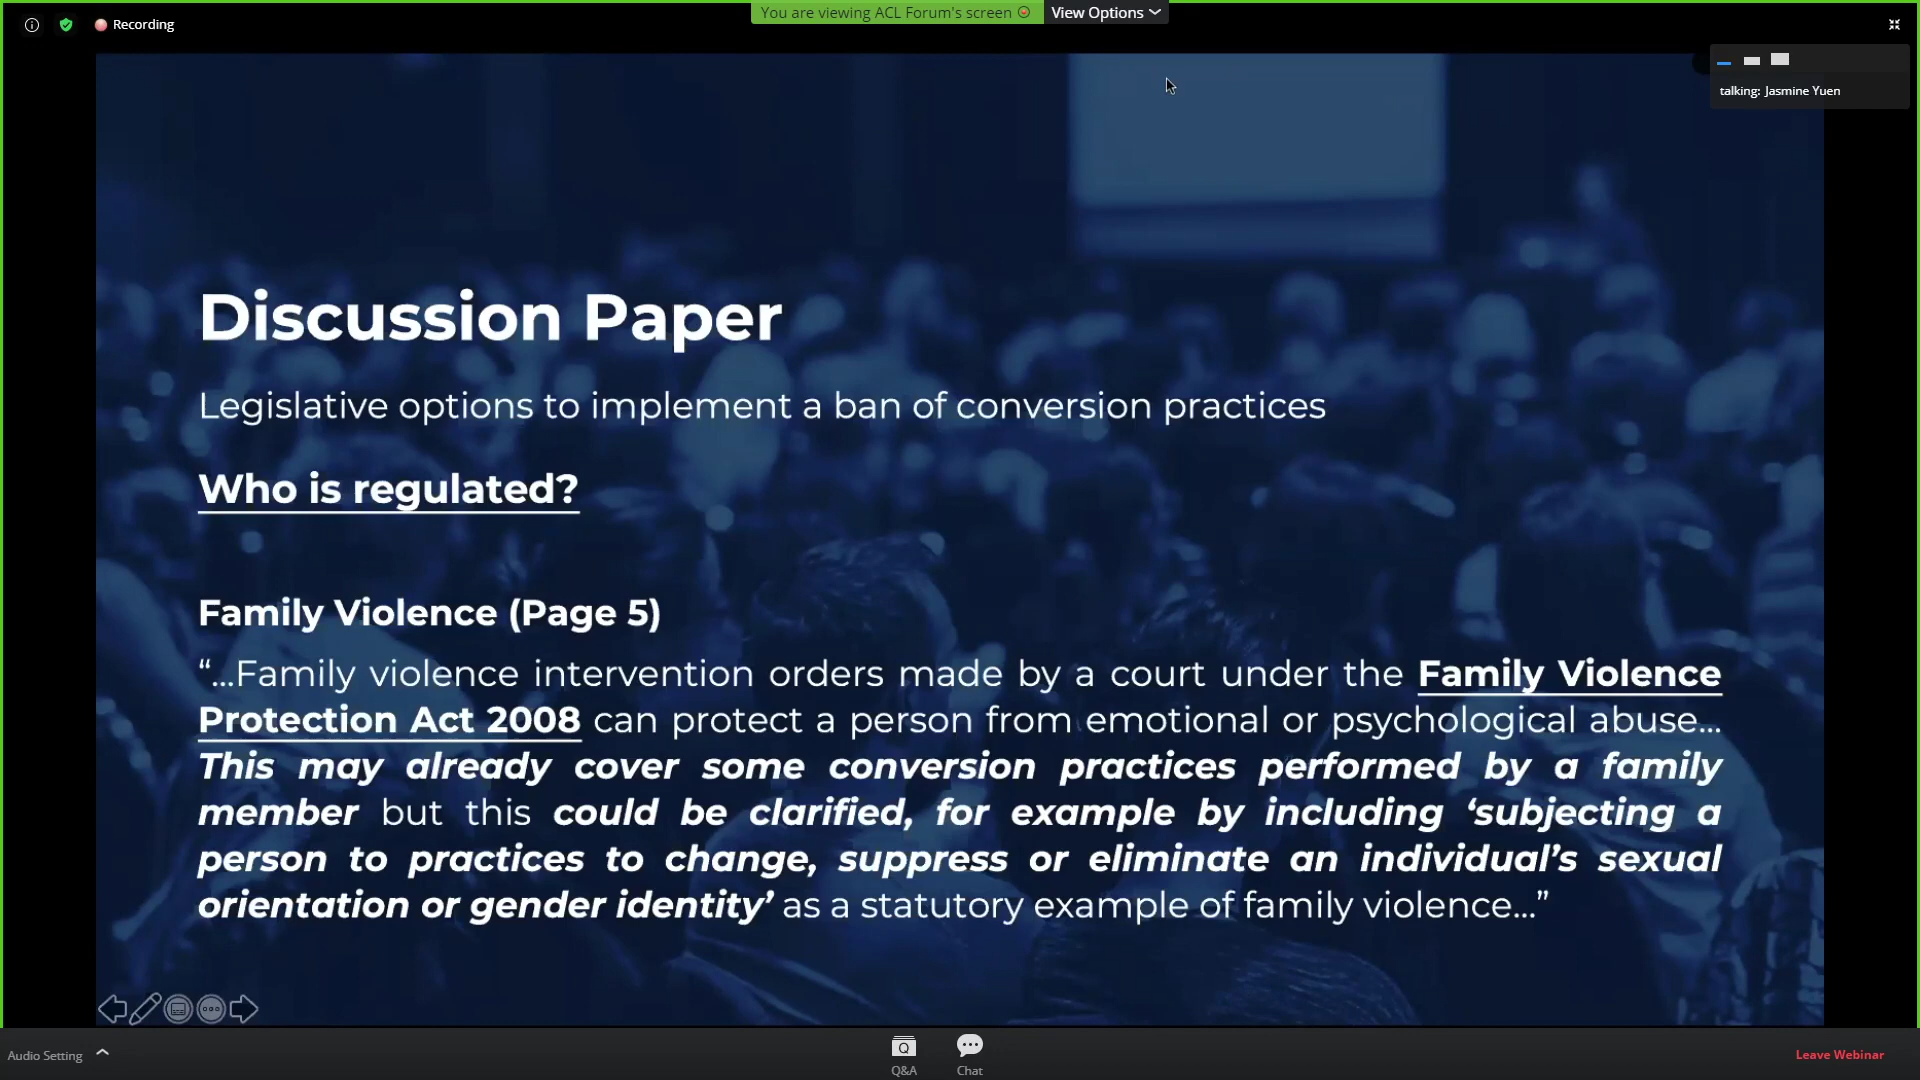 You are viewing ACL Forum's screen
View Options
Recording
talking: Jasmine Yuen
Discussion Paper
Legislative options to implement a ban of conversion practices
Who is regulated?
Family Violence (Page 5)
“...Family violence intervention orders made by a court under the Family Violence
Protection Act 2008 can protect a person from emotional or psychological abuse...
This may already cover some conversion practices performed by a family
member but this could be clarified, for example by including ‘subjecting a
person to practices to change, suppress or eliminate an individual’s sexual
orientation or gender identity’ as a statutory example of family violence...”
Audio Setting
Q&A
Chat
Leave Webinar